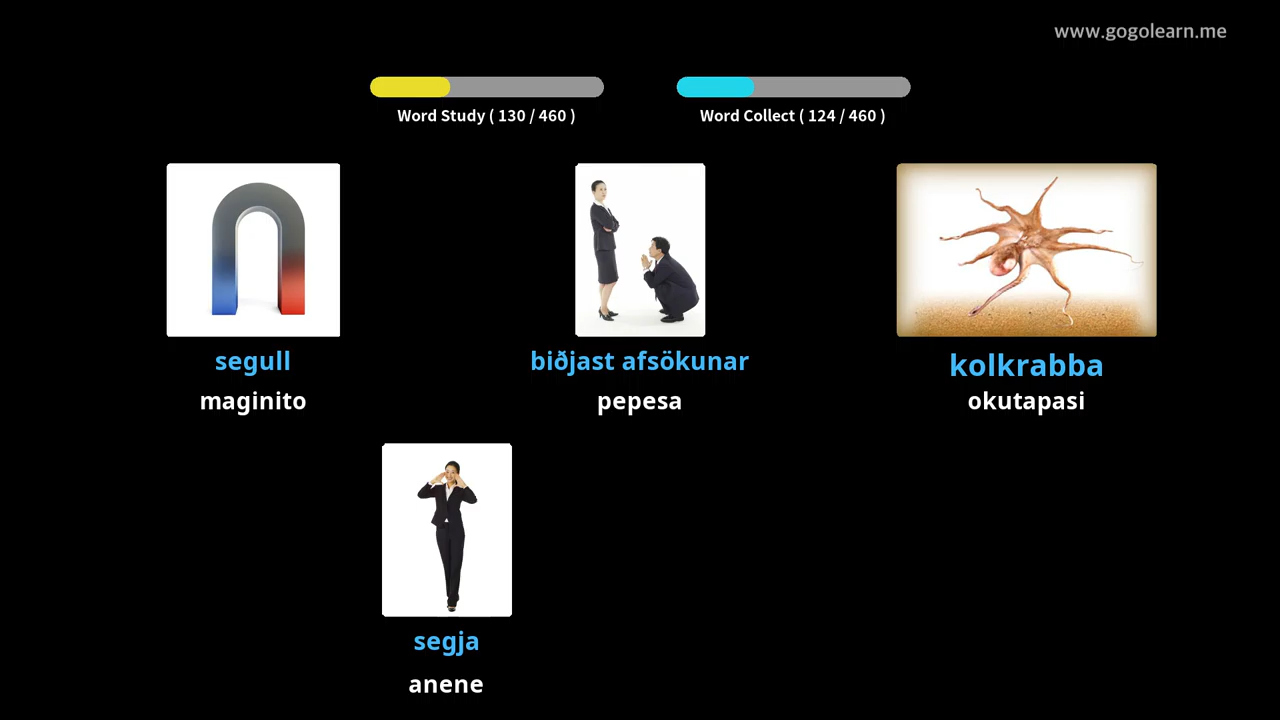 www.gogolearn.me
Word Study ( 130 / 460 )
Word Collect ( 124 / 460 )
segull
maginito
biðjast afsökunar
pepesa
kolkrabba
okutapasi
segja
anene